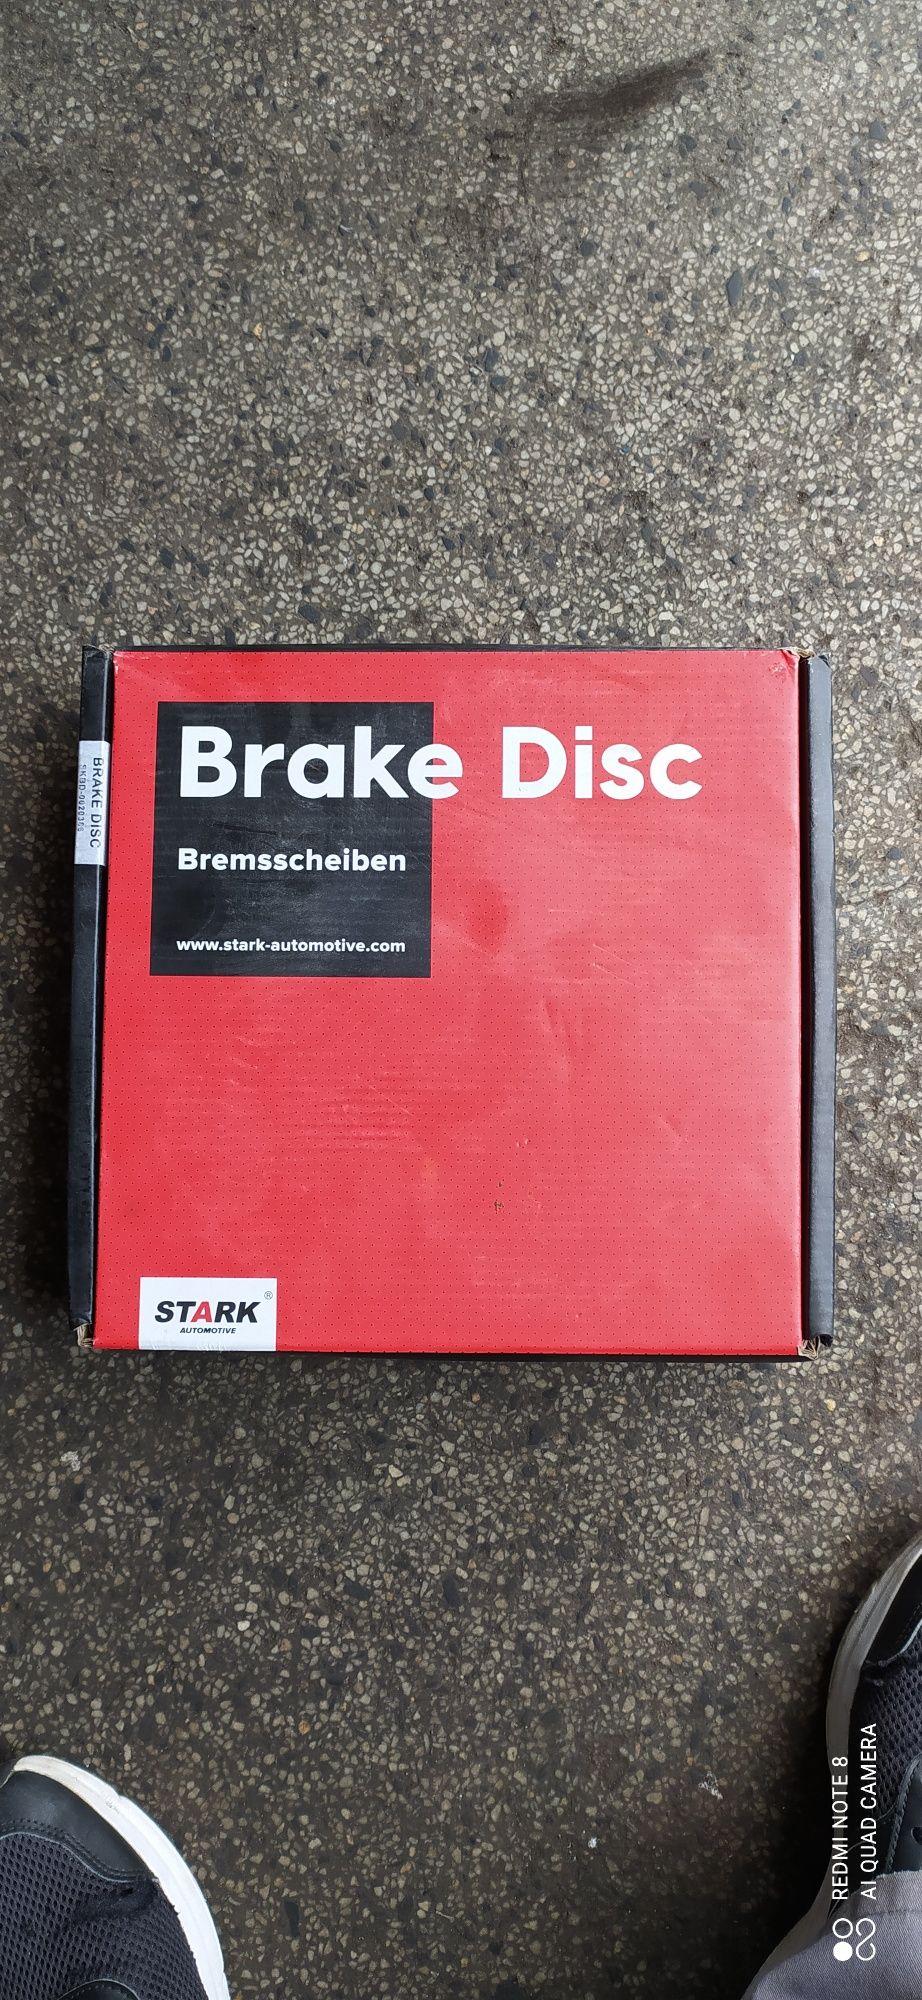 Brake Disc
Bremsscheiben
www.stark-automotive.com
BRAKE DISC
STARK®
AUTOMOTIVE
REDMI NOTE 8
AI QUAD CAMERA